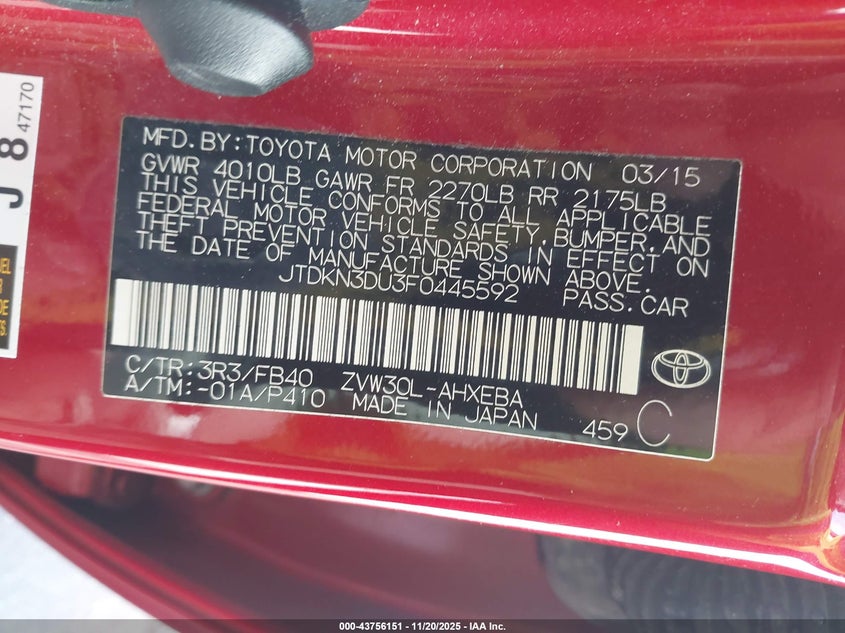 J8 47170
MFD.BY:TOYOTA MOTOR CORPORATION 03/15
GVWR 4010LB GAWR FR 2270LB RR 2175LB
THIS VEHICLE CONFORMS TO ALL APPLICABLE
FEDERAL MOTOR VEHICLE SAFETY,BUMPER,AND
THEFT PREVENTION STANDARDS IN EFFECT ON
THE DATE OF MANUFACTURE SHOWN ABOVE.
JTDKN3DU3F0445592 PASS.CAR
C/TR:3R3/FB40 ZVW30L-AHXEBA
A/TM:-01A/P410 MADE IN JAPAN
459 C
000-43756151 - 11/20/2025 - IAA Inc.